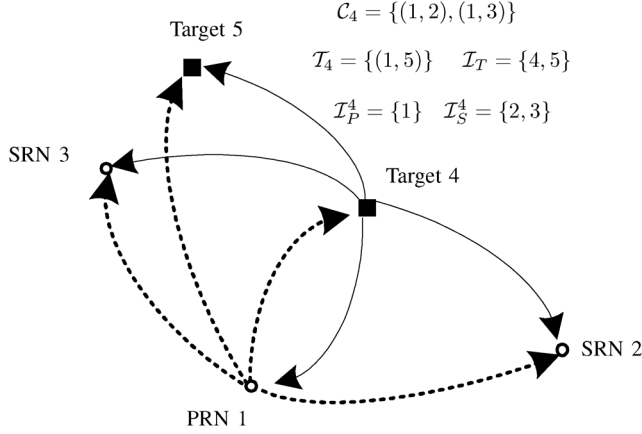 𝒞₄ = {(1, 2), (1, 3)}
Target 5
𝒯₄ = {(1, 5)} ℐ_T = {4, 5}
ℐ_P^4 = {1} ℐ_S^4 = {2, 3}
SRN 3
Target 4
SRN 2
PRN 1